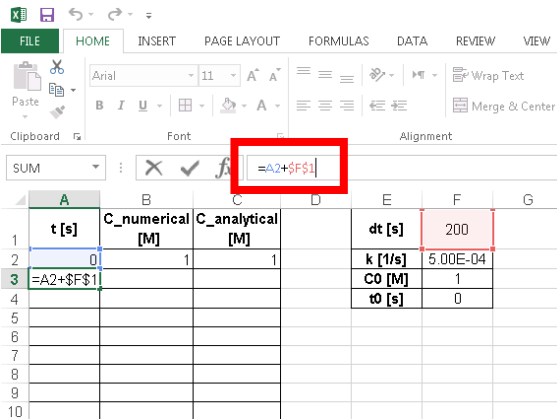 FILE HOME INSERT PAGE LAYOUT FORMULAS DATA REVIEW VIEW
Arial 11 A A Wrap Text
Paste B I U A Merge & Center
Clipboard Font Alignment
SUM fx =A2+$F$1
A B C D E F G
1 t [s] C_numerical [M] C_analytical [M] dt [s] 200
2 0 1 1 k [1/s] 5.00E-04
3 =A2+$F$1 C0 [M] 1
4 t0 [s] 0
5
6
7
8
9
10